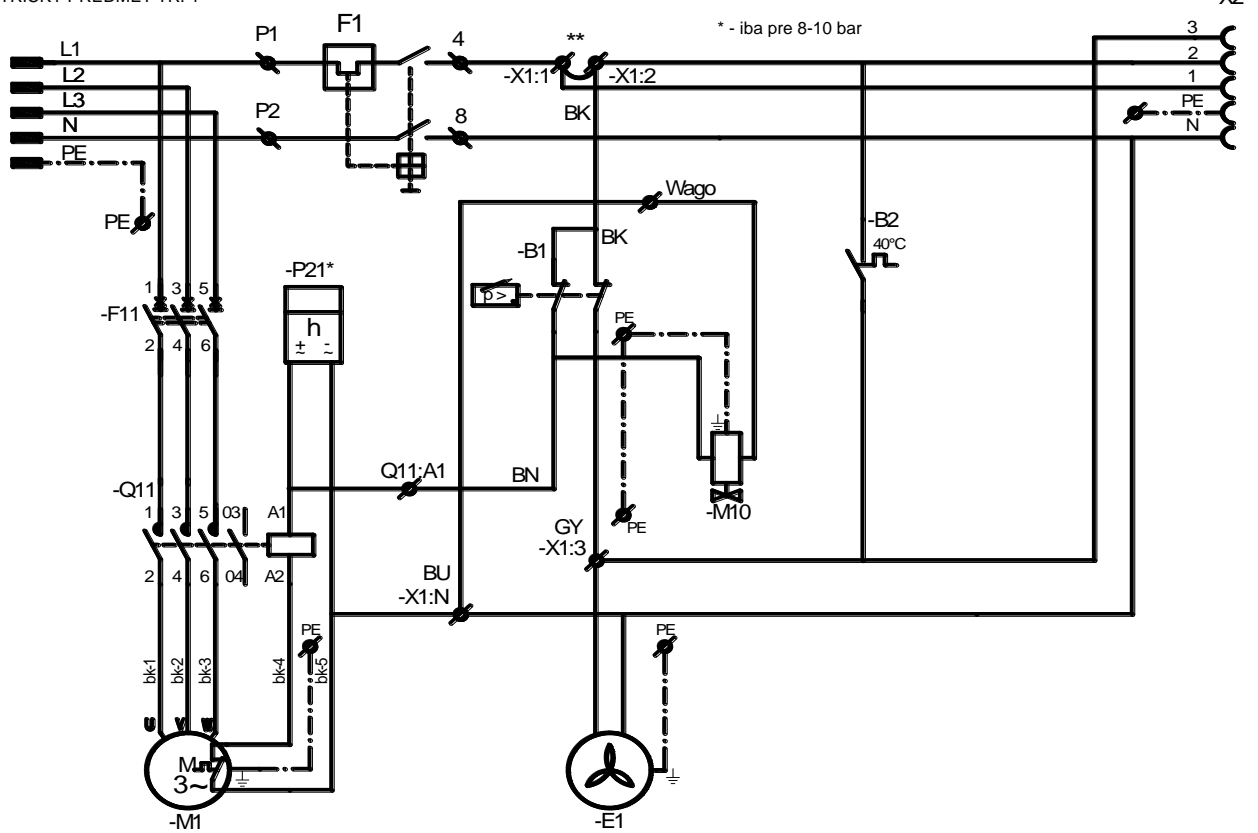 * - iba pre 8-10 bar
L1
P1
F1
4
**
3
L2
-X1:1
-X1:2
2
L3
1
N
P2
8
BK
PE
N
PE
PE
Wago
-B1
BK
-B2
40°C
-P21*
p >
1 3 5
-F11
h
+ -
~ ~
PE
2 4 6
Q11:A1
BN
-Q11
-M10
1 3 5 03 A1
PE
GY
-X1:3
2 4 6 04 A2
BU
-X1:N
PE
PE
bk-1
bk-2
bk-3
bk-4
bk-5
U V W
M
3~
-M1
-E1